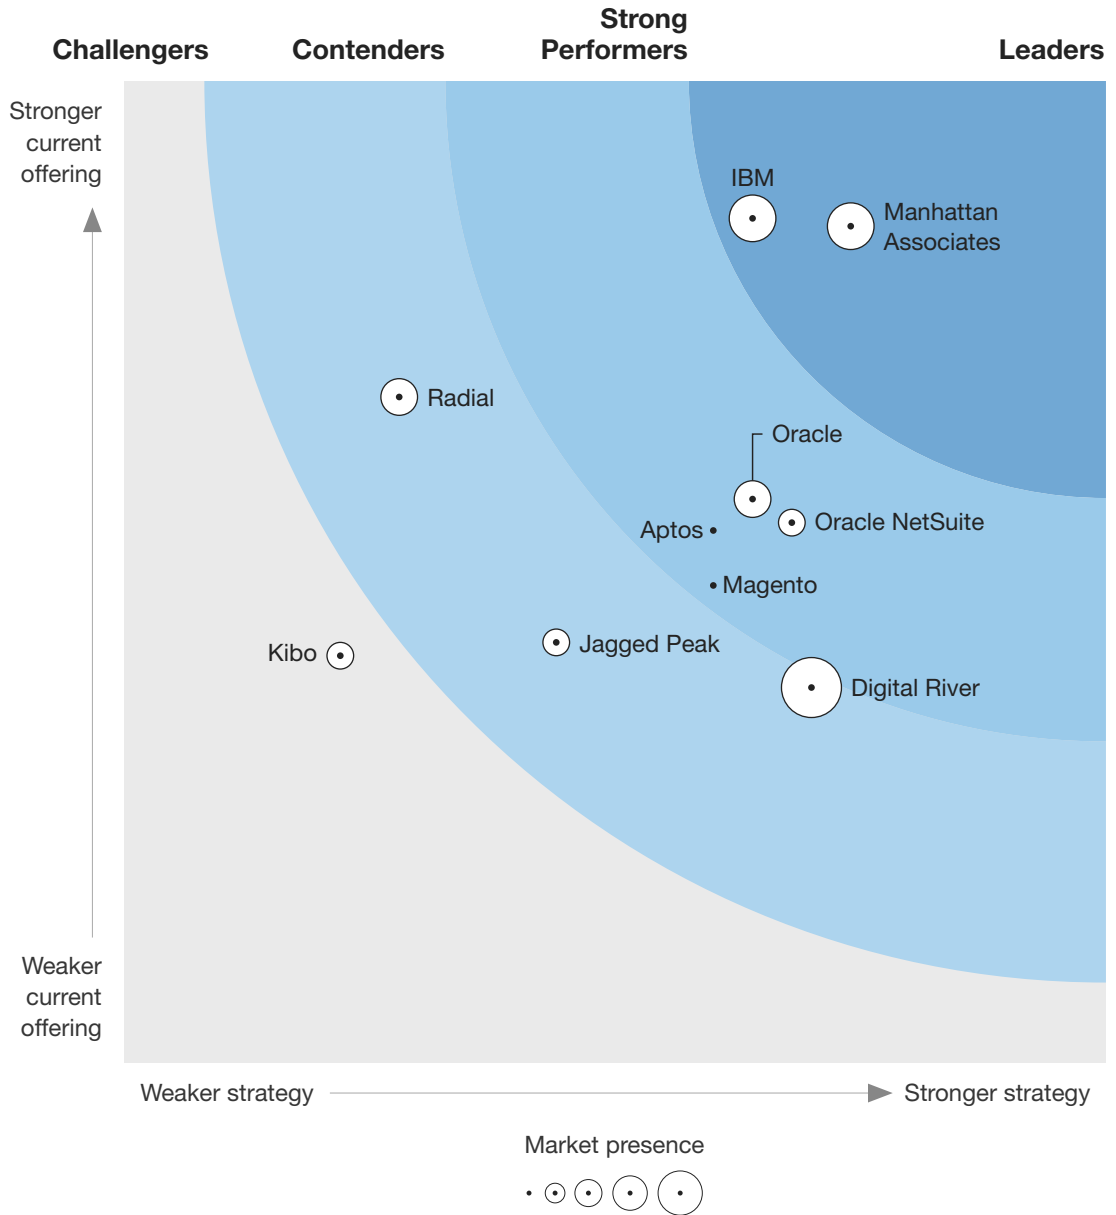 Challengers
Contenders
Strong
Performers
Leaders
Stronger
current
offering
IBM
Manhattan
Associates
Radial
Oracle
Oracle NetSuite
Aptos
Magento
Kibo
Jagged Peak
Digital River
Weaker
current
offering
Weaker strategy
Stronger strategy
Market presence